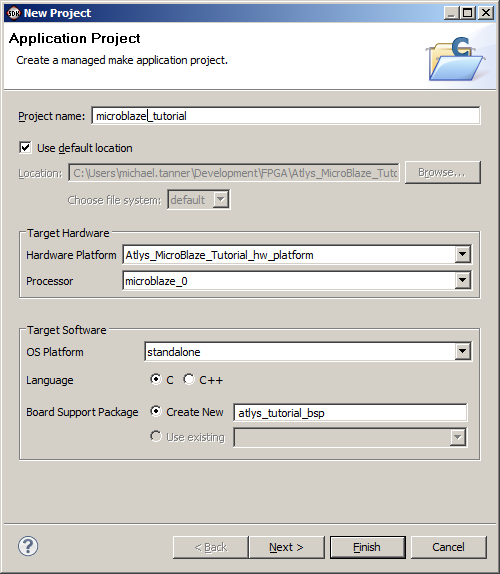 SDK New Project
Application Project
Create a managed make application project.
C
Project name: microblaze_tutorial
Use default location
Location: C:\Users\michael.tanner\Development\FPGA\Atlys_MicroBlaze_Tuto Browse...
Choose file system: default
Target Hardware
Hardware Platform Atlys_MicroBlaze_Tutorial_hw_platform
Processor microblaze_0
Target Software
OS Platform standalone
Language C C++
Board Support Package Create New atlys_tutorial_bsp
Use existing
? < Back Next > Finish Cancel